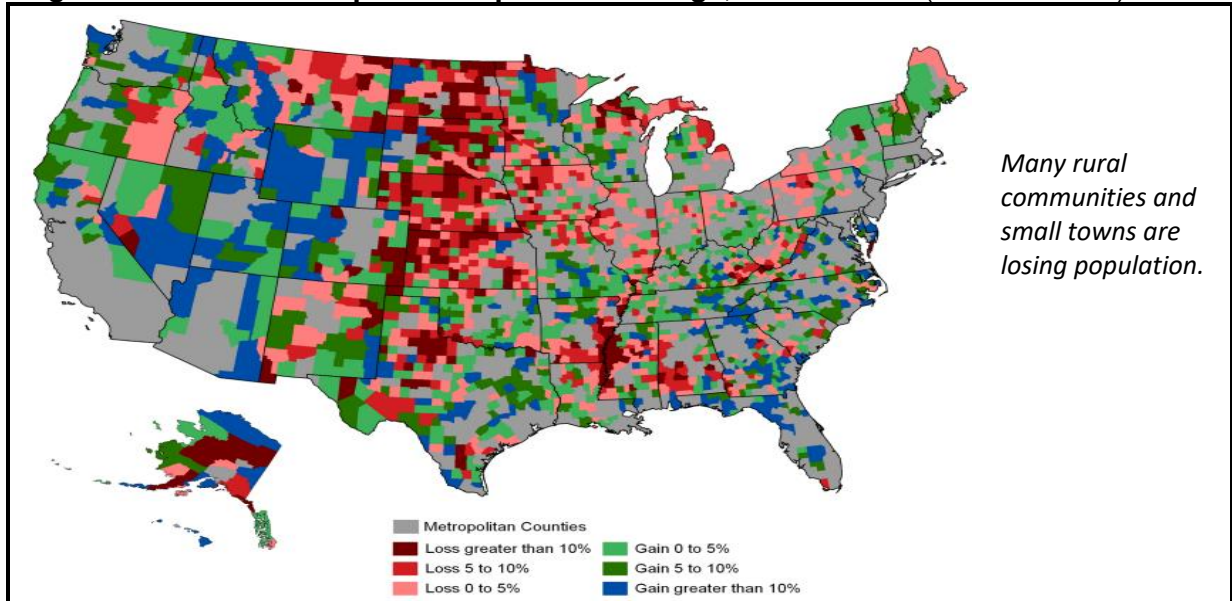 Many rural
communities and
small towns are
losing population.
Metropolitan Counties
Loss greater than 10%
Gain 0 to 5%
Loss 5 to 10%
Gain 5 to 10%
Loss 0 to 5%
Gain greater than 10%